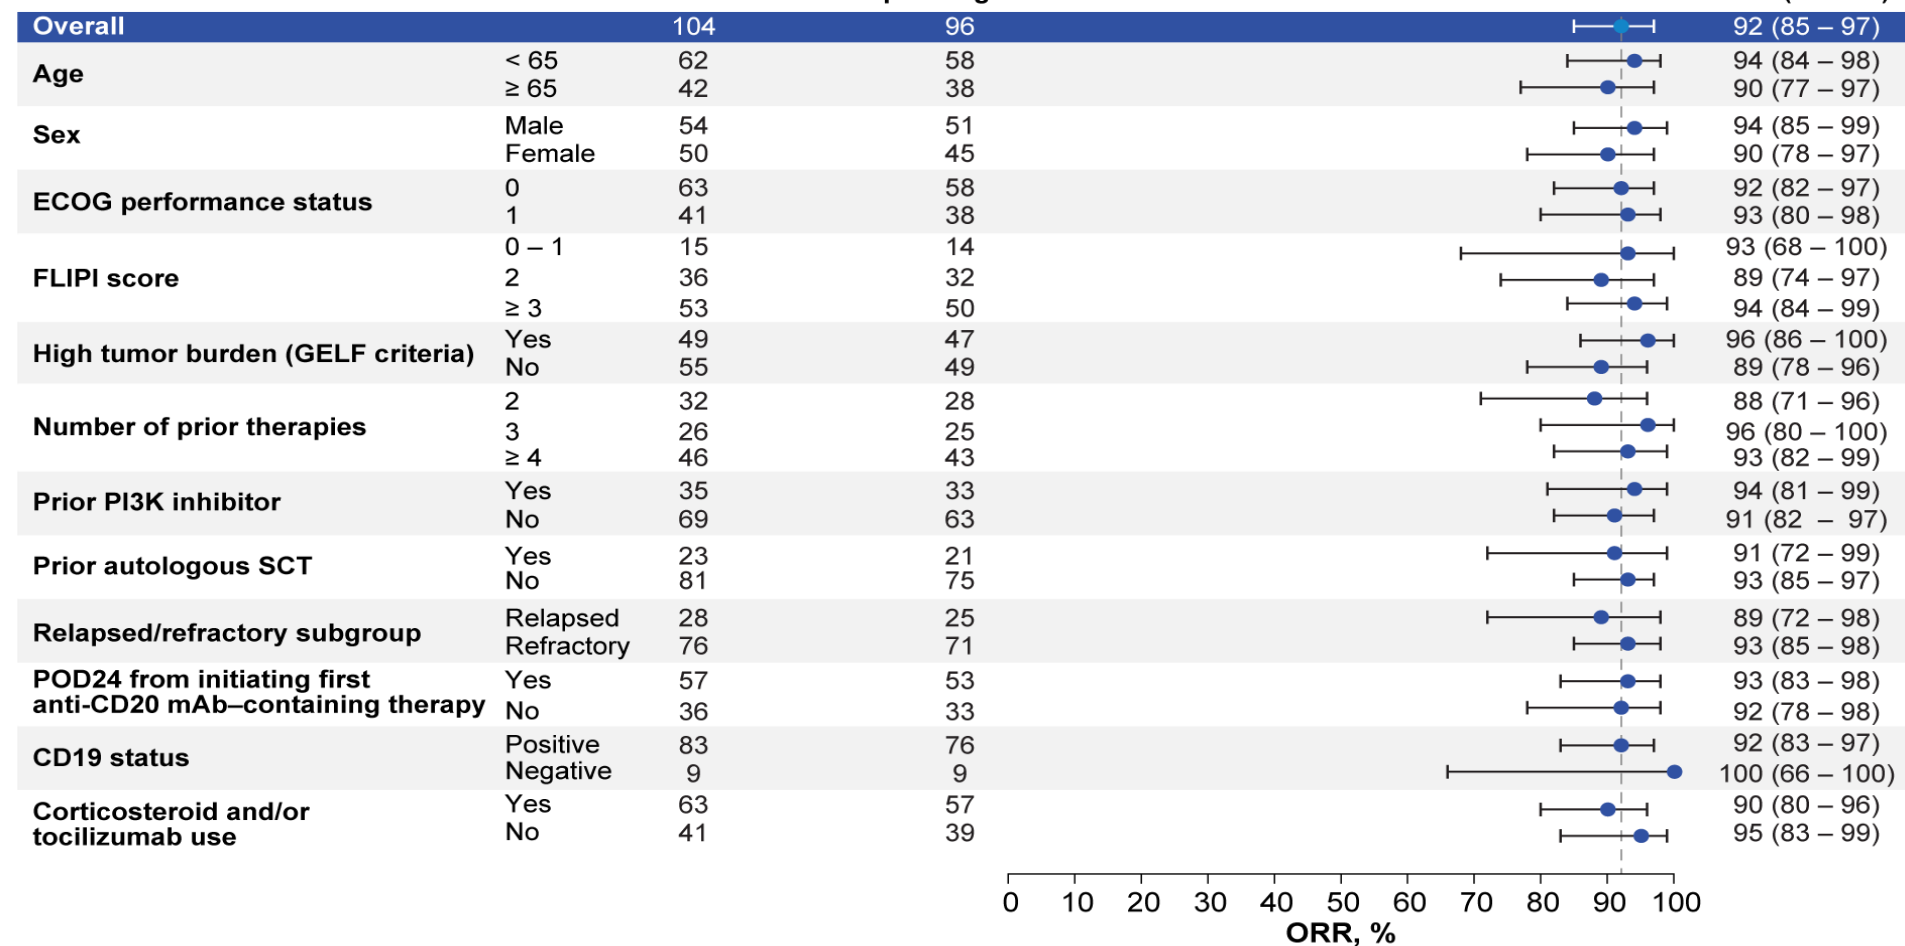 Overall 104 96 92 (85 – 97)
Age
< 65 62 58 94 (84 – 98)
≥ 65 42 38 90 (77 – 97)
Sex
Male 54 51 94 (85 – 99)
Female 50 45 90 (78 – 97)
ECOG performance status
0 63 58 92 (82 – 97)
1 41 38 93 (80 – 98)
FLIPI score
0 – 1 15 14 93 (68 – 100)
2 36 32 89 (74 – 97)
≥ 3 53 50 94 (84 – 99)
High tumor burden (GELF criteria)
Yes 49 47 96 (86 – 100)
No 55 49 89 (78 – 96)
Number of prior therapies
2 32 28 88 (71 – 96)
3 26 25 96 (80 – 100)
≥ 4 46 43 93 (82 – 99)
Prior PI3K inhibitor
Yes 35 33 94 (81 – 99)
No 69 63 91 (82 – 97)
Prior autologous SCT
Yes 23 21 91 (72 – 99)
No 81 75 93 (85 – 97)
Relapsed/refractory subgroup
Relapsed 28 25 89 (72 – 98)
Refractory 76 71 93 (85 – 98)
POD24 from initiating first
anti-CD20 mAb–containing therapy
Yes 57 53 93 (83 – 98)
No 36 33 92 (78 – 98)
CD19 status
Positive 83 76 92 (83 – 97)
Negative 9 9 100 (66 – 100)
Corticosteroid and/or
tocilizumab use
Yes 63 57 90 (80 – 96)
No 41 39 95 (83 – 99)
0 10 20 30 40 50 60 70 80 90 100
ORR, %